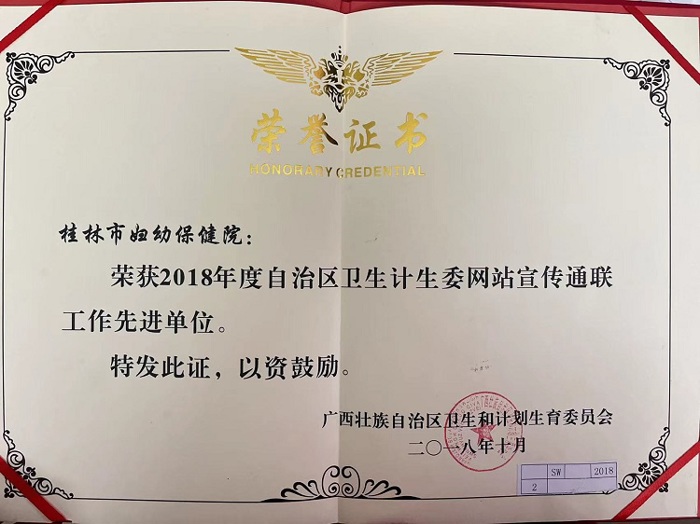 荣誉证书
HONORARY CREDENTIAL
桂林市妇幼保健院：
荣获2018年度自治区卫生计生委网站宣传通联
工作先进单位。
特发此证，以资鼓励。
广西壮族自治区卫生和计划生育委员会
二〇一八年十月
SW 2018
2